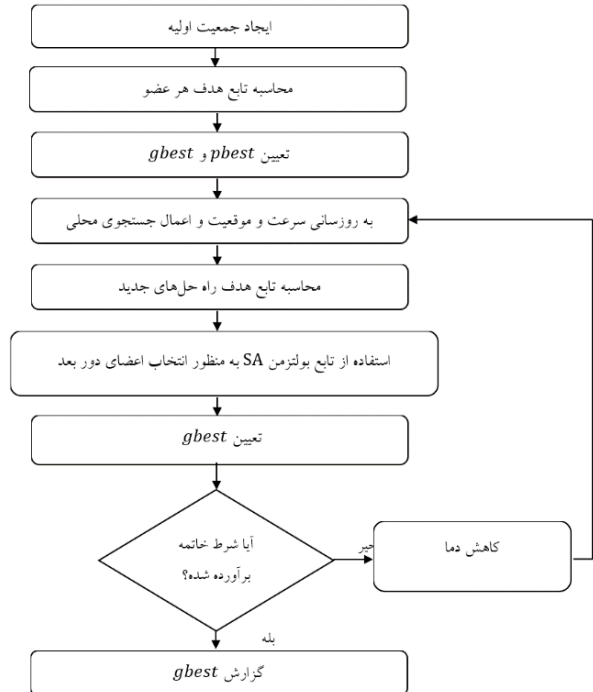 ایجاد جمعیت اولیه
محاسبه تابع هدف هر عضو
تعیین pbest و gbest
به روزسانی سرعت و موقعیت و اعمال جستجوی محلی
محاسبه تابع هدف راه حل‌های جدید
استفاده از تابع بولتزمن SA به منظور انتخاب اعضای دور بعد
تعیین gbest
آیا شرط خاتمه
برآورده شده؟
خیر
کاهش دما
بله
گزارش gbest